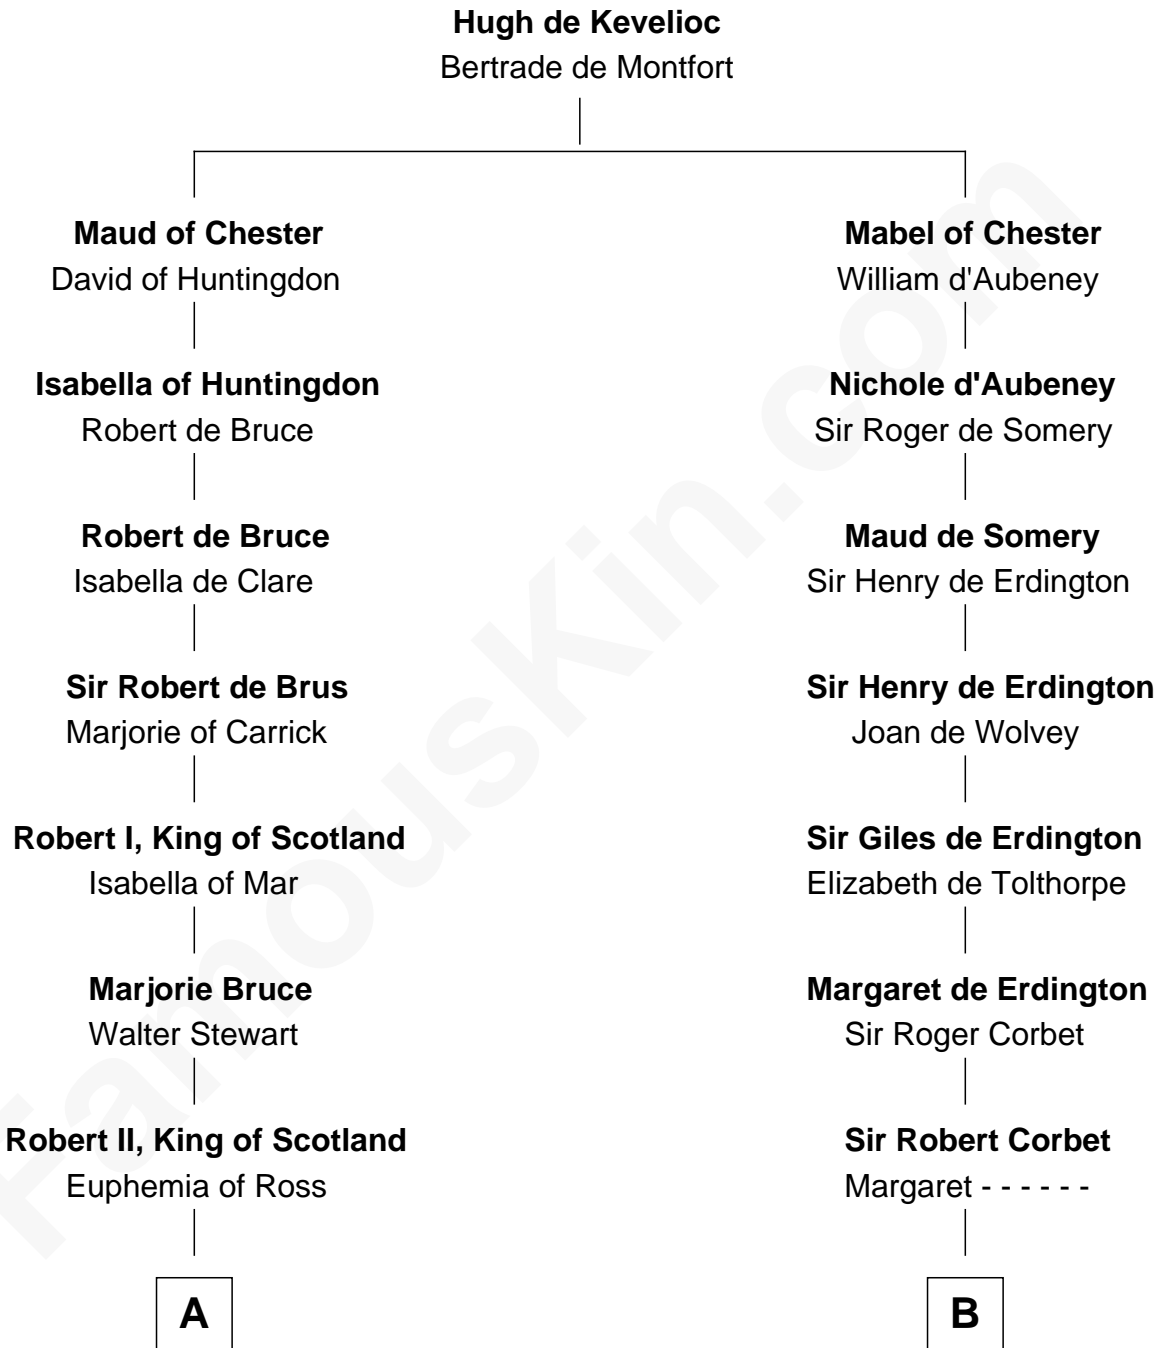 Hugh de Kevelioc
Bertrade de Montfort
Maud of Chester
David of Huntingdon
Mabel of Chester
William d'Aubeney
Isabella of Huntingdon
Robert de Bruce
Nichole d'Aubeney
Sir Roger de Somery
Robert de Bruce
Isabella de Clare
Maud de Somery
Sir Henry de Erdington
Sir Robert de Brus
Marjorie of Carrick
Sir Henry de Erdington
Joan de Wolvey
Robert I, King of Scotland
Isabella of Mar
Sir Giles de Erdington
Elizabeth de Tolthorpe
Marjorie Bruce
Walter Stewart
Margaret de Erdington
Sir Roger Corbet
Robert II, King of Scotland
Euphemia of Ross
Sir Robert Corbet
Margaret - - - - - -
A
B
FamousKin.com